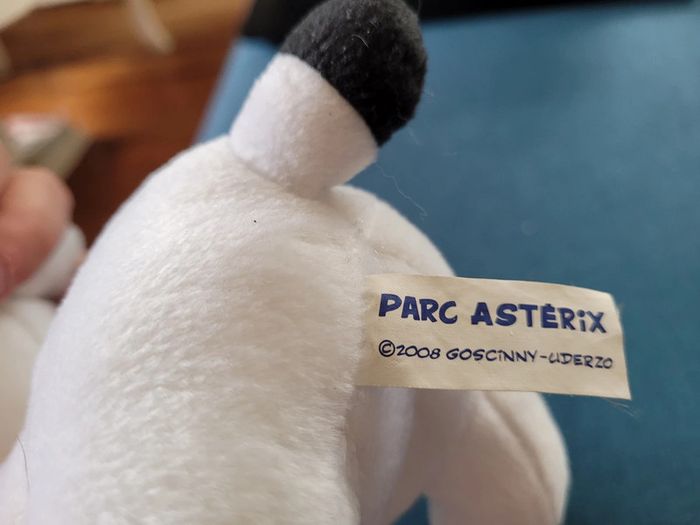 PARC ASTÉRiX
©2008 GOSCiNNY-UDERZO